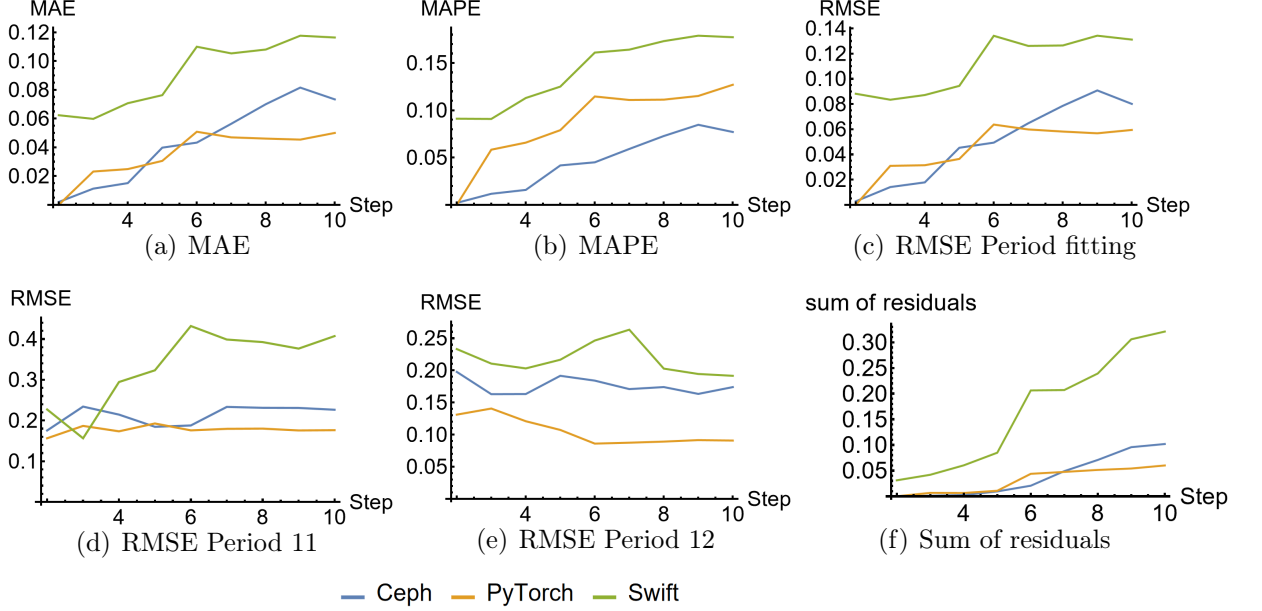 MAE
0.12
0.10
0.08
0.06
0.04
0.02
4 6 8 10 Step
(a) MAE
MAPE
0.15
0.10
0.05
4 6 8 10 Step
(b) MAPE
RMSE
0.14
0.12
0.10
0.08
0.06
0.04
0.02
4 6 8 10 Step
(c) RMSE Period fitting
RMSE
0.4
0.3
0.2
0.1
4 6 8 10 Step
(d) RMSE Period 11
RMSE
0.25
0.20
0.15
0.10
0.05
4 6 8 10 Step
(e) RMSE Period 12
sum of residuals
0.30
0.25
0.20
0.15
0.10
0.05
4 6 8 10 Step
(f) Sum of residuals
Ceph PyTorch Swift